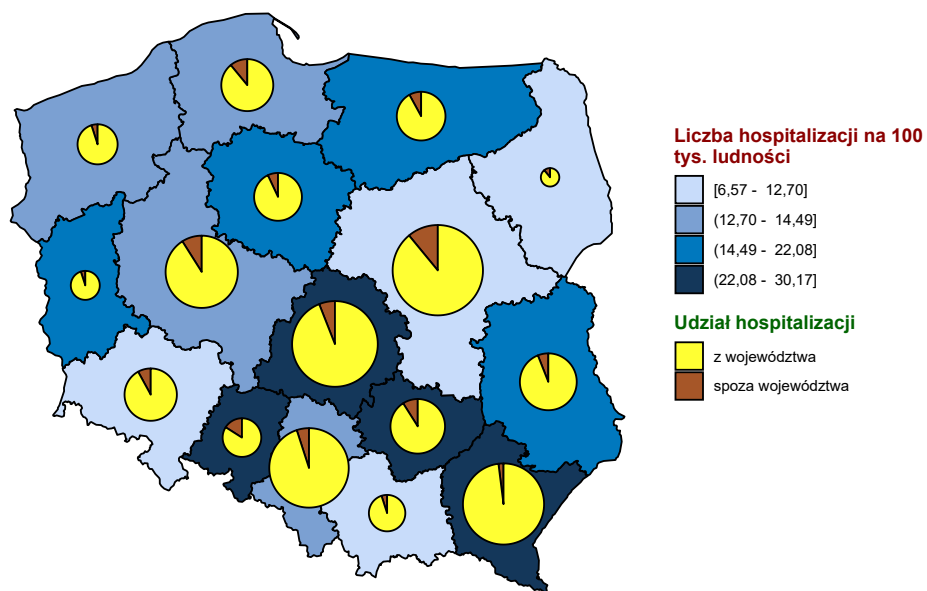 Liczba hospitalizacji na 100
tys. ludności
[6,57 - 12,70]
(12,70 - 14,49]
(14,49 - 22,08]
(22,08 - 30,17]
Udział hospitalizacji
z województwa
spoza województwa